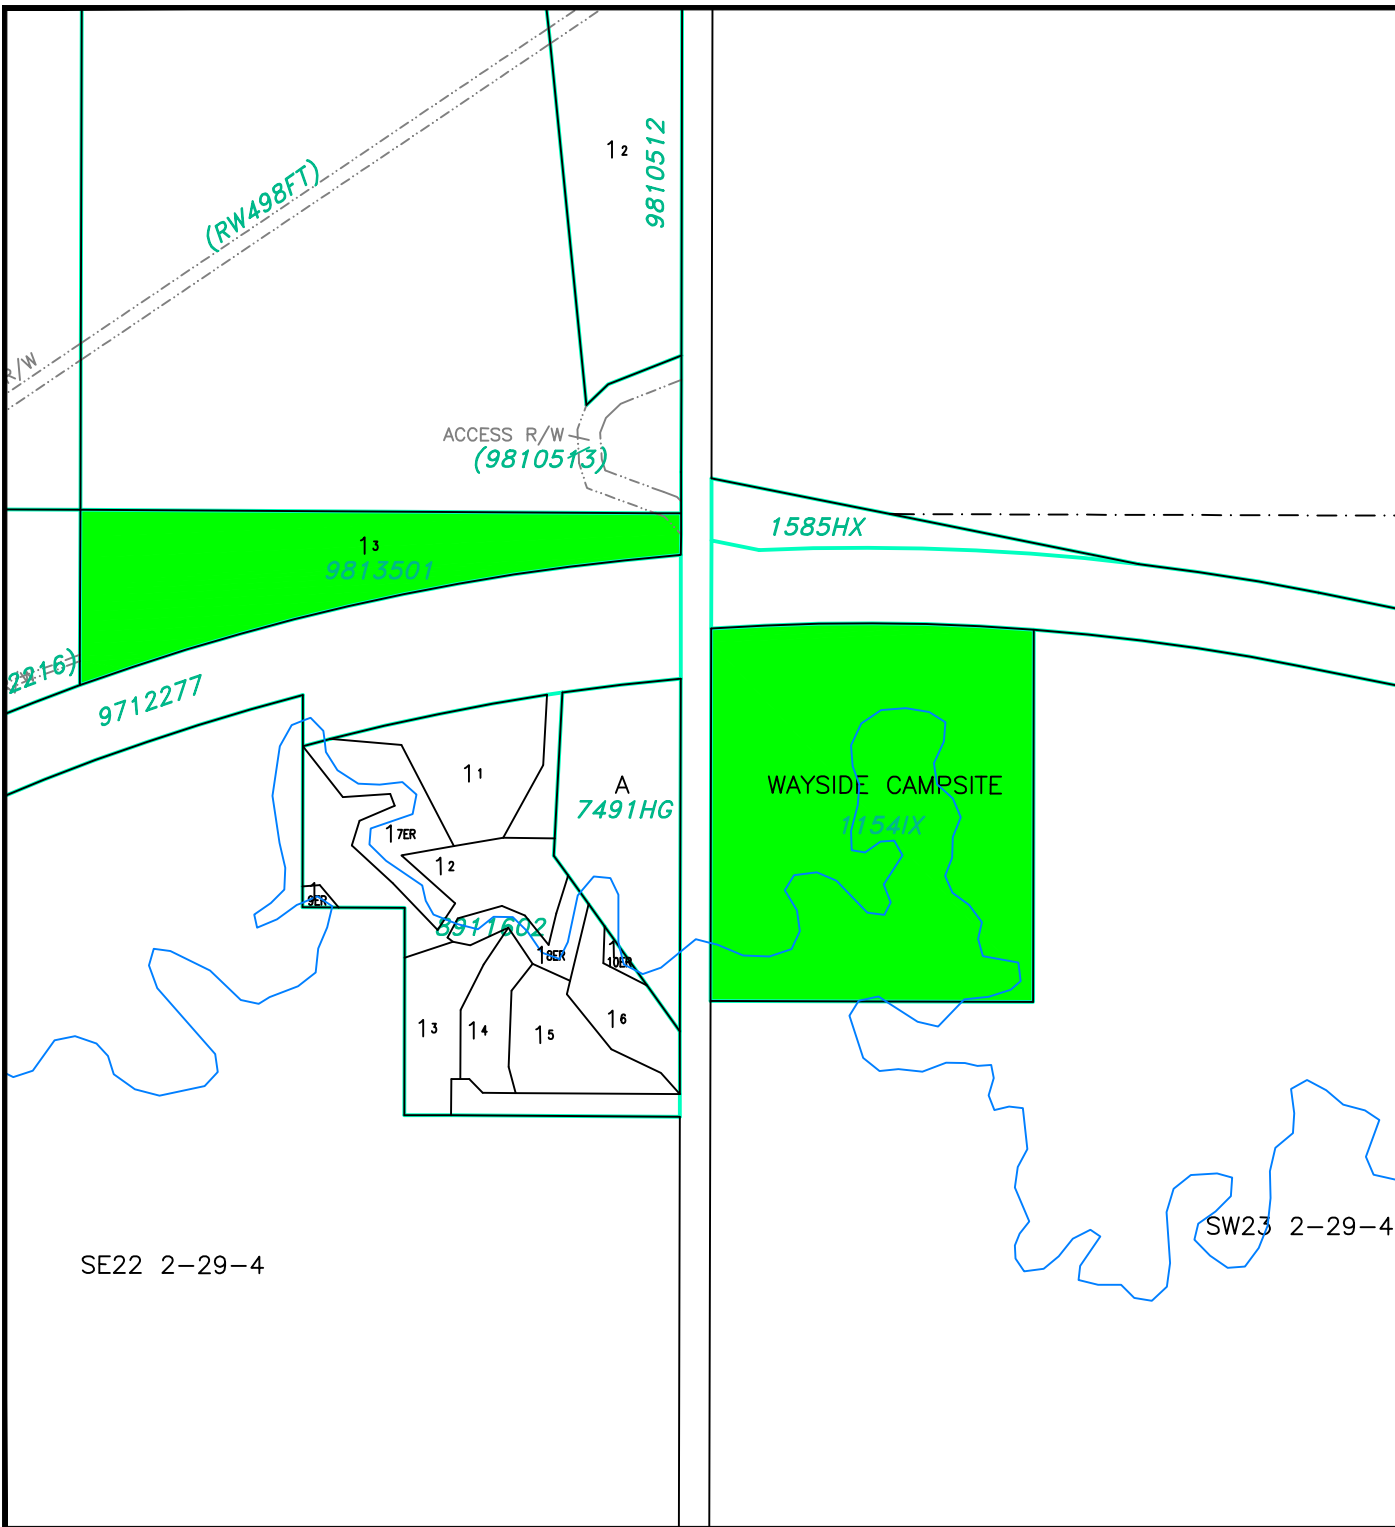 1 2
9810512
(RW498FT)
R/W
ACCESS R/W
(9810513)
1585HX
1 3
9813501
2216)
9712277
1 1
A
7491HG
WAYSIDE CAMPSITE
1154IX
1 7ER
1 2
1 9ER
8911602
1 8ER
1 10ER
1 3
1 4
1 5
1 6
SW23 2-29-4
SE22 2-29-4